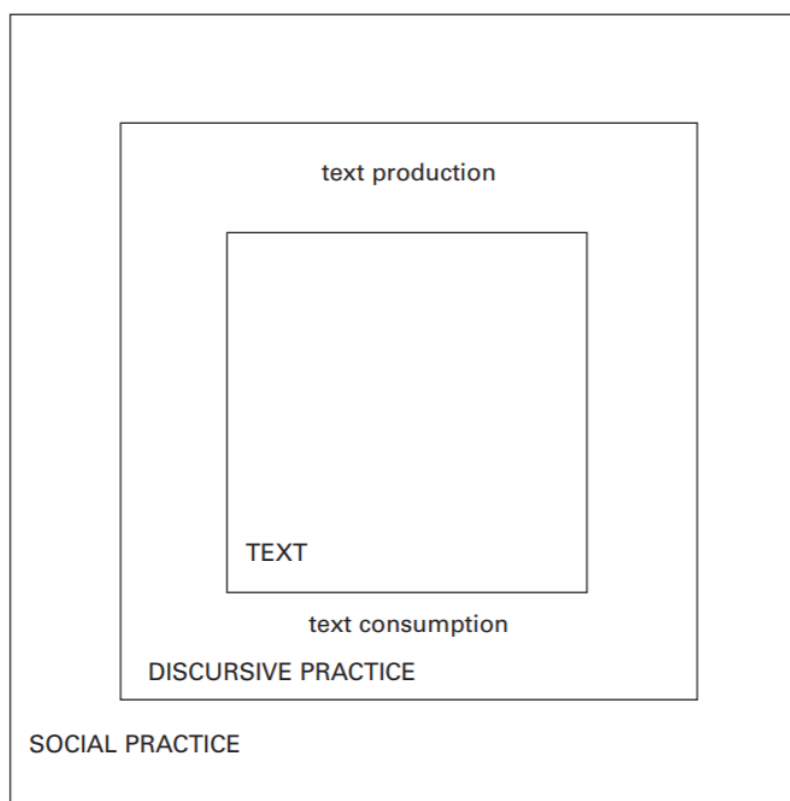 text production
TEXT
text consumption
DISCURSIVE PRACTICE
SOCIAL PRACTICE